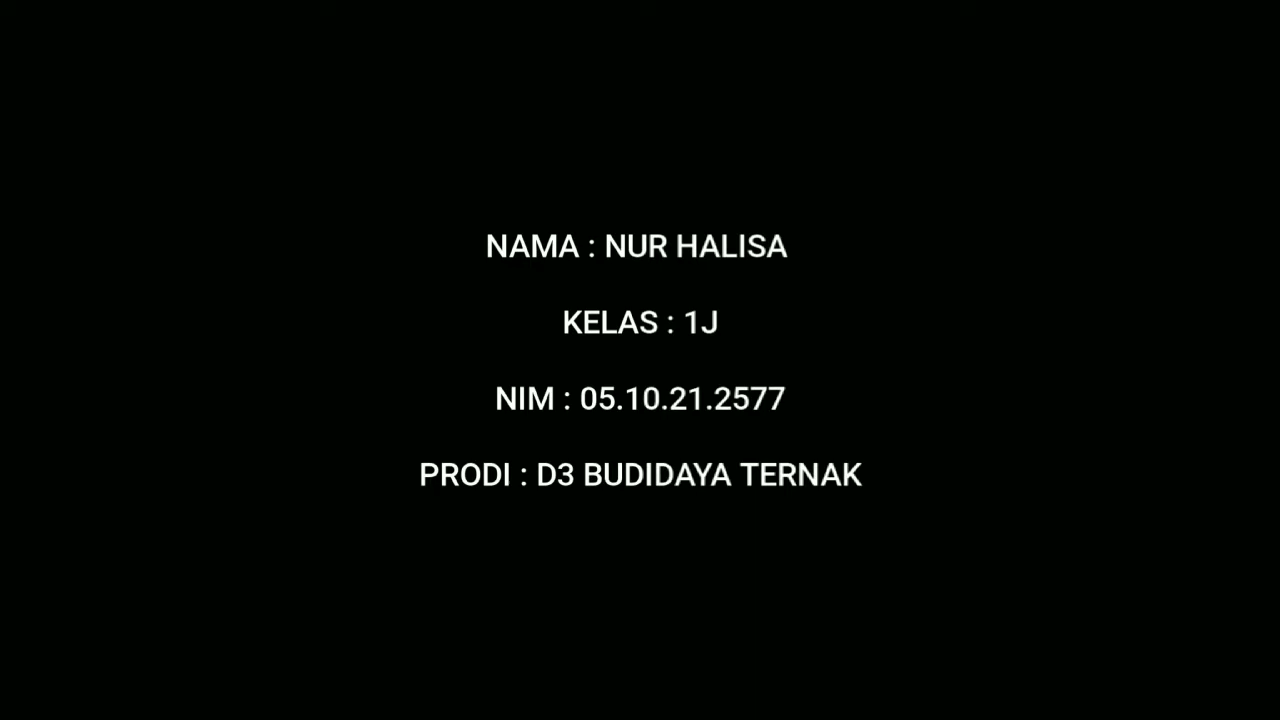 NAMA : NUR HALISA
KELAS : 1J
NIM : 05.10.21.2577
PRODI : D3 BUDIDAYA TERNAK